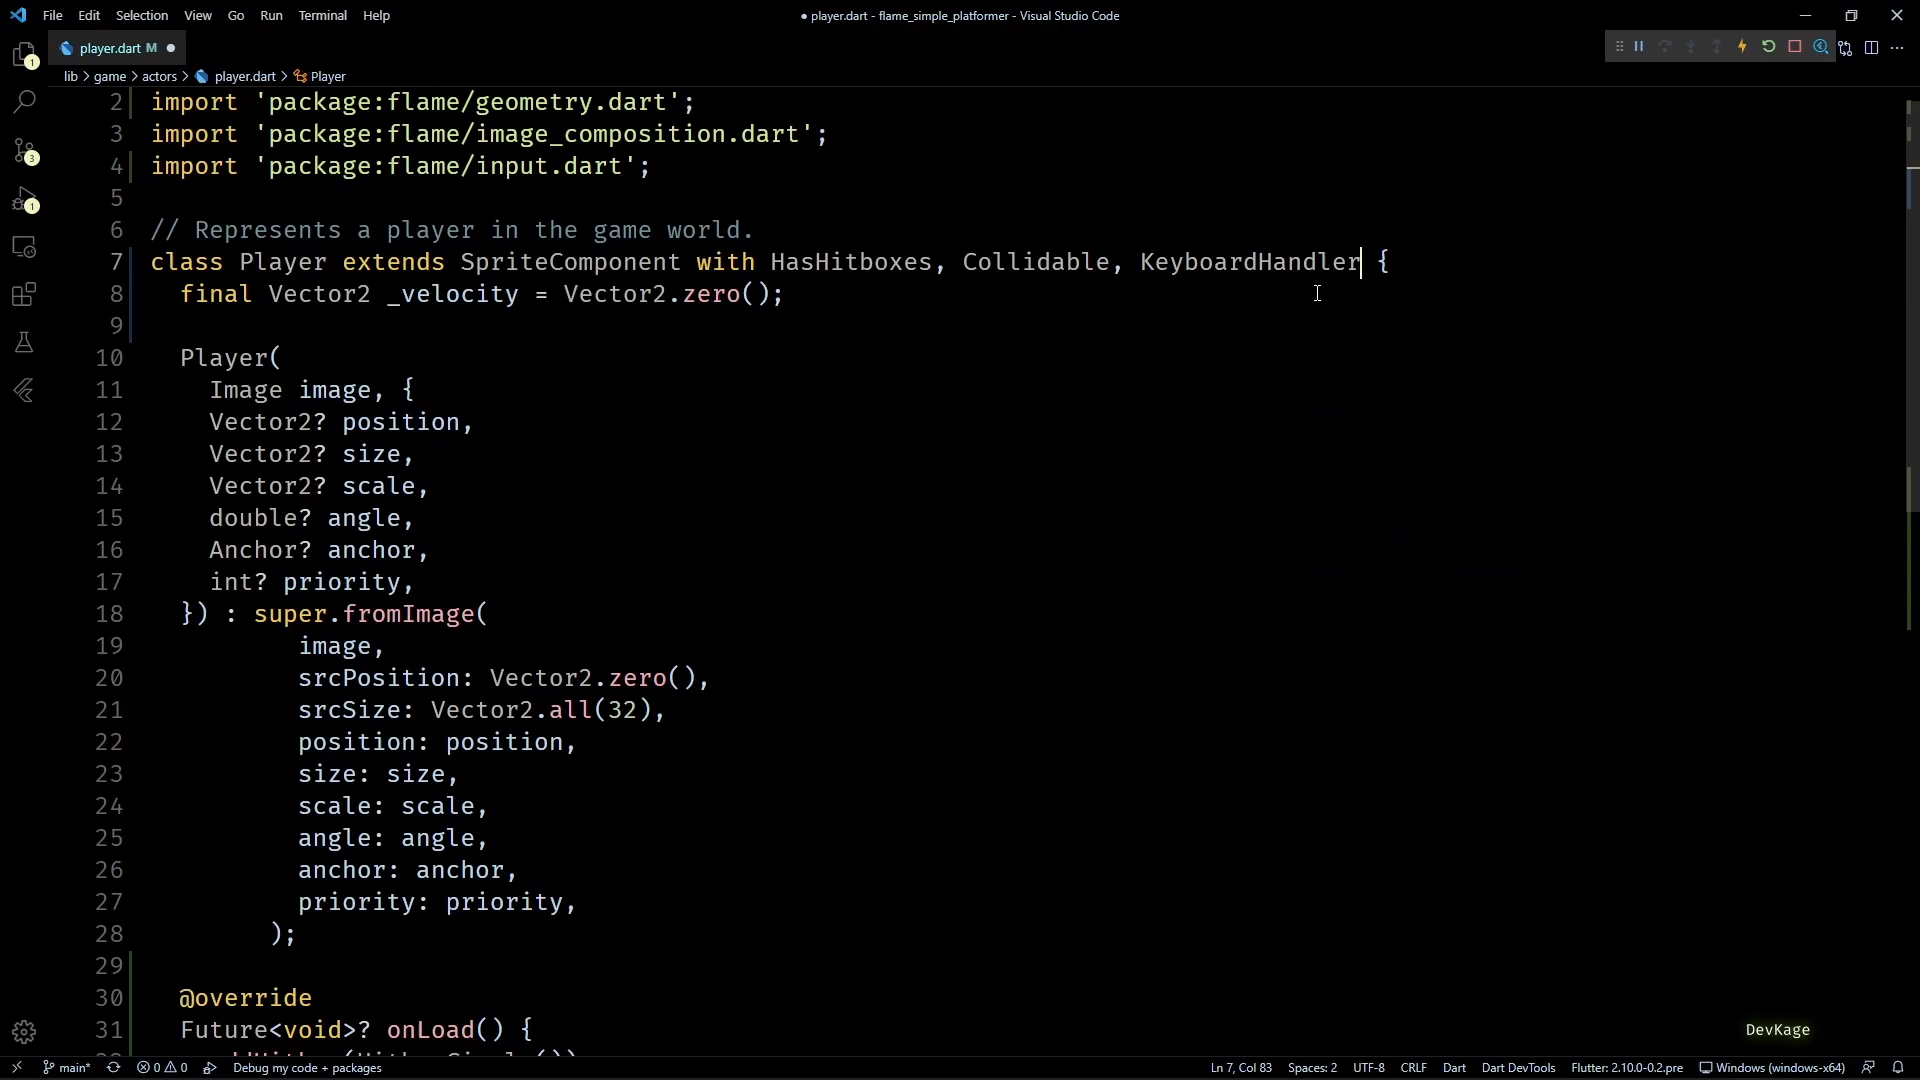 File Edit Selection View Go Run Terminal Help
● player.dart - flame_simple_platformer - Visual Studio Code
player.dart M ●
lib > game > actors > player.dart > Player
2 import 'package:flame/geometry.dart';
3 import 'package:flame/image_composition.dart';
4 import 'package:flame/input.dart';
5
6 // Represents a player in the game world.
7 class Player extends SpriteComponent with HasHitboxes, Collidable, KeyboardHandler {
8 final Vector2 _velocity = Vector2.zero();
9
10 Player(
11 Image image, {
12 Vector2? position,
13 Vector2? size,
14 Vector2? scale,
15 double? angle,
16 Anchor? anchor,
17 int? priority,
18 }) : super.fromImage(
19 image,
20 srcPosition: Vector2.zero(),
21 srcSize: Vector2.all(32),
22 position: position,
23 size: size,
24 scale: scale,
25 angle: angle,
26 anchor: anchor,
27 priority: priority,
28 );
29
30 @override
31 Future<void>? onLoad() {
1
3
1
DevKage
main* 0 0 Debug my code + packages Ln 7, Col 83 Spaces: 2 UTF-8 CRLF Dart Dart DevTools Flutter: 2.10.0-0.2.pre Windows (windows-x64)